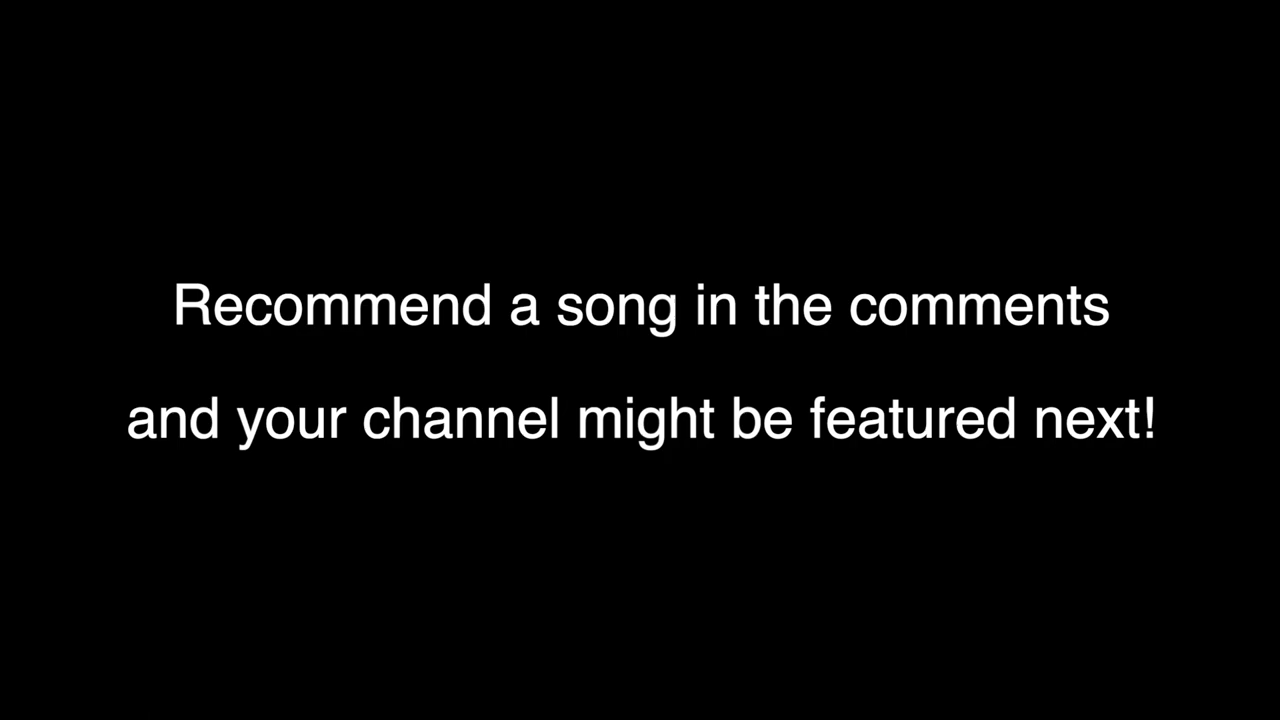 Recommend a song in the comments
and your channel might be featured next!